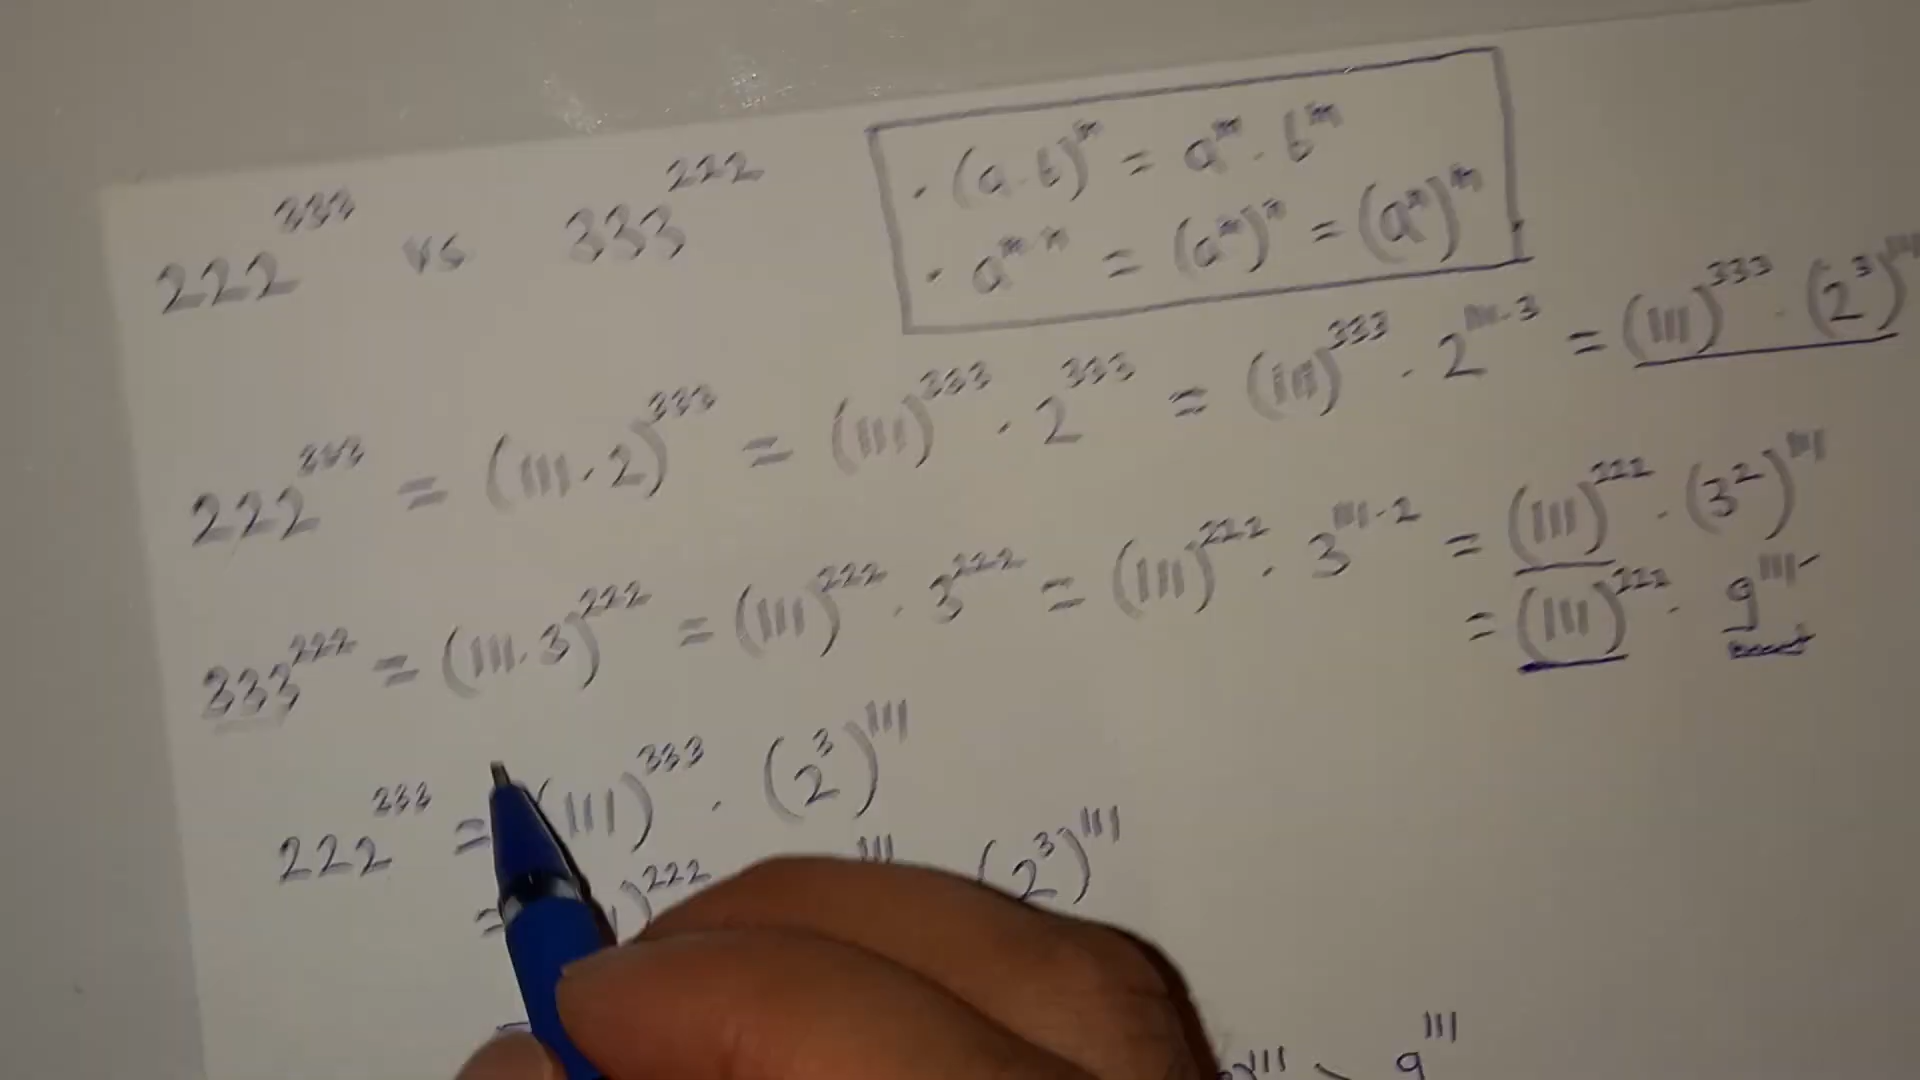 222^333 vs 333^222
· (a·b)^m = a^m · b^m
· a^m·n = (a^m)^n = (a^n)^m
222^333 = (111·2)^333 = (111)^333 · 2^333 = (111)^333 · 2^111·3 = (111)^333 · (2^3)^111
333^222 = (111·3)^222 = (111)^222 · 3^222 = (111)^222 · 3^111·2 = (111)^222 · (3^2)^111
= (111)^222 · 9^111
222^333 = (111)^333 · (2^3)^111
= )^222 111 (2^3)^111
111 > 9^111